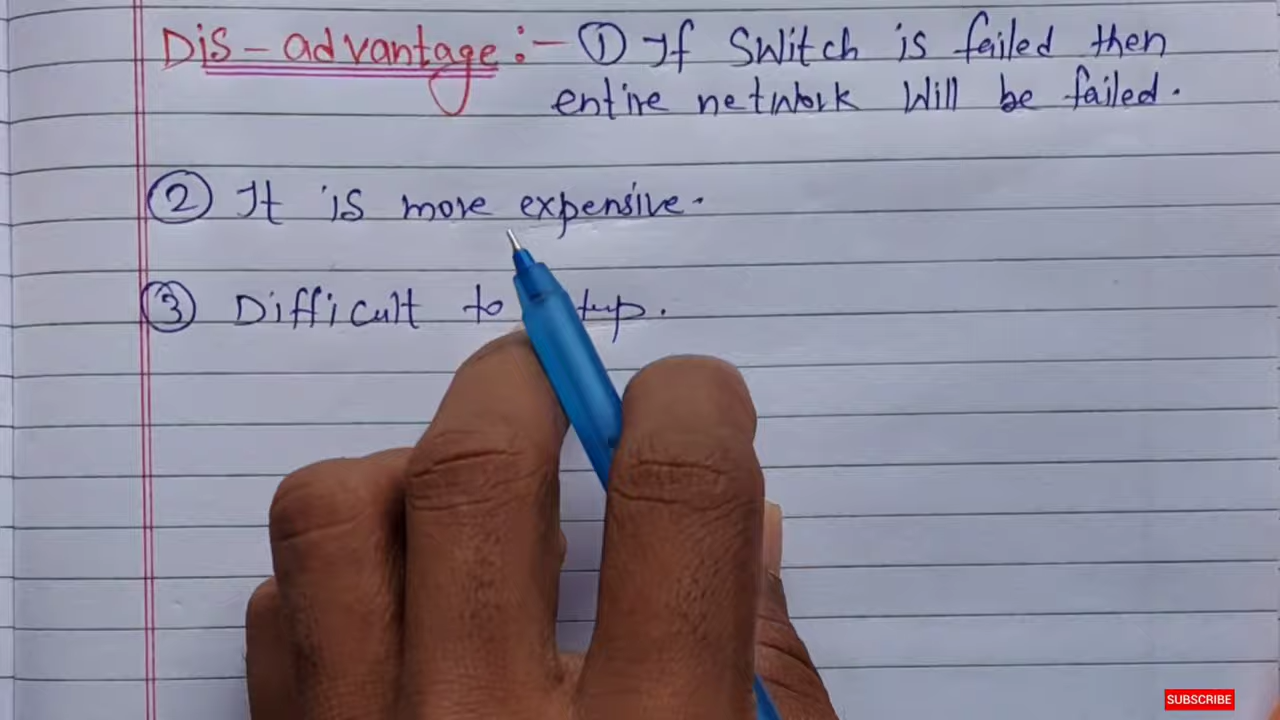 Dis-advantage :- ① If Switch is failed then
entire network will be failed.
② It is more expensive.
③ Difficult to tup.
SUBSCRIBE